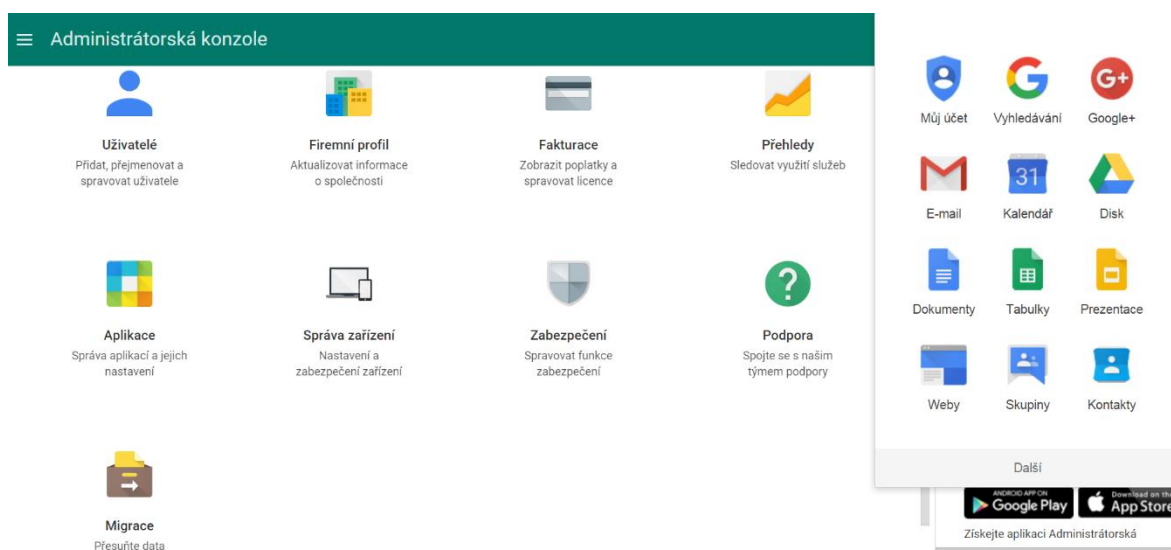 Administrátorská konzole
Uživatelé
Přidat, přejmenovat a
spravovat uživatele
Firemní profil
Aktualizovat informace
o společnosti
Fakturace
Zobrazit poplatky a
spravovat licence
Přehledy
Sledovat využití služeb
Aplikace
Správa aplikací a jejich
nastavení
Správa zařízení
Nastavení a
zabezpečení zařízení
Zabezpečení
Spravovat funkce
zabezpečení
Podpora
Spojte se s našim
týmem podpory
Migrace
Přesuňte data
G+
Můj účet
Vyhledávání
Google+
31
E-mail
Kalendář
Disk
Dokumenty
Tabulky
Prezentace
Weby
Skupiny
Kontakty
Další
ANDROID APP ON
Google Play
Download on the
App Store
Získejte aplikaci Administrátorská